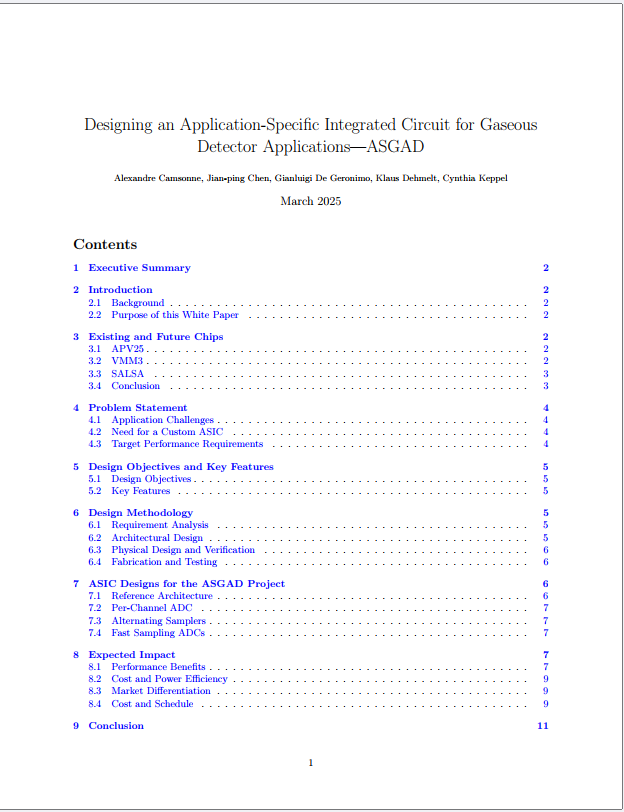 Designing an Application-Specific Integrated Circuit for Gaseous
Detector Applications—ASGAD
Alexandre Camsonne, Jian-ping Chen, Gianluigi De Geronimo, Klaus Dehmelt, Cynthia Keppel
March 2025
Contents
1 Executive Summary 2
2 Introduction 2
2.1 Background . . . . . . . . . . . . . . . . . . . . . . . . . . . . . . . . . . . . 2
2.2 Purpose of this White Paper . . . . . . . . . . . . . . . . . . . . . . . . . . . . 2
3 Existing and Future Chips 2
3.1 APV25 . . . . . . . . . . . . . . . . . . . . . . . . . . . . . . . . . . . . . . 2
3.2 VMM3 . . . . . . . . . . . . . . . . . . . . . . . . . . . . . . . . . . . . . . 2
3.3 SALSA . . . . . . . . . . . . . . . . . . . . . . . . . . . . . . . . . . . . . . 3
3.4 Conclusion . . . . . . . . . . . . . . . . . . . . . . . . . . . . . . . . . . . . 3
4 Problem Statement 4
4.1 Application Challenges . . . . . . . . . . . . . . . . . . . . . . . . . . . . . . . 4
4.2 Need for a Custom ASIC . . . . . . . . . . . . . . . . . . . . . . . . . . . . . . 4
4.3 Target Performance Requirements . . . . . . . . . . . . . . . . . . . . . . . . . . 4
5 Design Objectives and Key Features 5
5.1 Design Objectives . . . . . . . . . . . . . . . . . . . . . . . . . . . . . . . . . 5
5.2 Key Features . . . . . . . . . . . . . . . . . . . . . . . . . . . . . . . . . . . 5
6 Design Methodology 5
6.1 Requirement Analysis . . . . . . . . . . . . . . . . . . . . . . . . . . . . . . . 5
6.2 Architectural Design . . . . . . . . . . . . . . . . . . . . . . . . . . . . . . . . 5
6.3 Physical Design and Verification . . . . . . . . . . . . . . . . . . . . . . . . . . . 6
6.4 Fabrication and Testing . . . . . . . . . . . . . . . . . . . . . . . . . . . . . . 6
7 ASIC Designs for the ASGAD Project 6
7.1 Reference Architecture . . . . . . . . . . . . . . . . . . . . . . . . . . . . . . . 6
7.2 Per-Channel ADC . . . . . . . . . . . . . . . . . . . . . . . . . . . . . . . . . 7
7.3 Alternating Samplers . . . . . . . . . . . . . . . . . . . . . . . . . . . . . . . . 7
7.4 Fast Sampling ADCs . . . . . . . . . . . . . . . . . . . . . . . . . . . . . . . . 7
8 Expected Impact 7
8.1 Performance Benefits . . . . . . . . . . . . . . . . . . . . . . . . . . . . . . . . 7
8.2 Cost and Power Efficiency . . . . . . . . . . . . . . . . . . . . . . . . . . . . . 9
8.3 Market Differentiation . . . . . . . . . . . . . . . . . . . . . . . . . . . . . . . 9
8.4 Cost and Schedule . . . . . . . . . . . . . . . . . . . . . . . . . . . . . . . . . 9
9 Conclusion 11
1